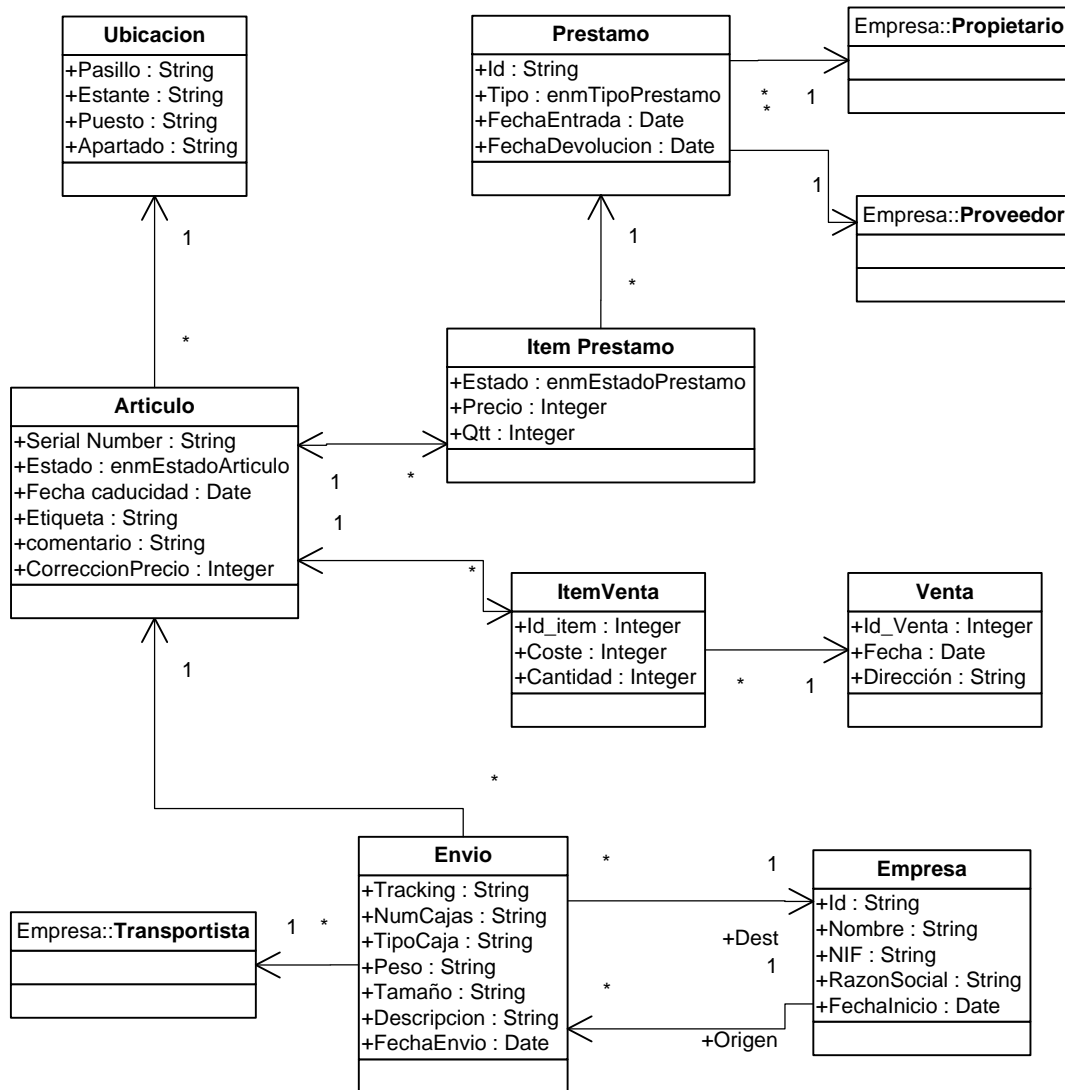 Ubicacion
+Pasillo : String
+Estante : String
+Puesto : String
+Apartado : String
Prestamo
+Id : String
+Tipo : enmTipoPrestamo
+FechaEntrada : Date
+FechaDevolucion : Date
Empresa::Propietario
*
1
*
1
Empresa::Proveedor
1
*
1
*
Item Prestamo
+Estado : enmEstadoPrestamo
+Precio : Integer
+Qtt : Integer
Articulo
+Serial Number : String
+Estado : enmEstadoArticulo
+Fecha caducidad : Date
+Etiqueta : String
+comentario : String
+CorreccionPrecio : Integer
1
*
1
*
ItemVenta
+Id_item : Integer
+Coste : Integer
+Cantidad : Integer
*
1
Venta
+Id_Venta : Integer
+Fecha : Date
+Dirección : String
1
*
Envio
+Tracking : String
+NumCajas : String
+TipoCaja : String
+Peso : String
+Tamaño : String
+Descripcion : String
+FechaEnvio : Date
Empresa::Transportista
1
*
*
1
+Dest
1
*
+Origen
Empresa
+Id : String
+Nombre : String
+NIF : String
+RazonSocial : String
+FechaInicio : Date